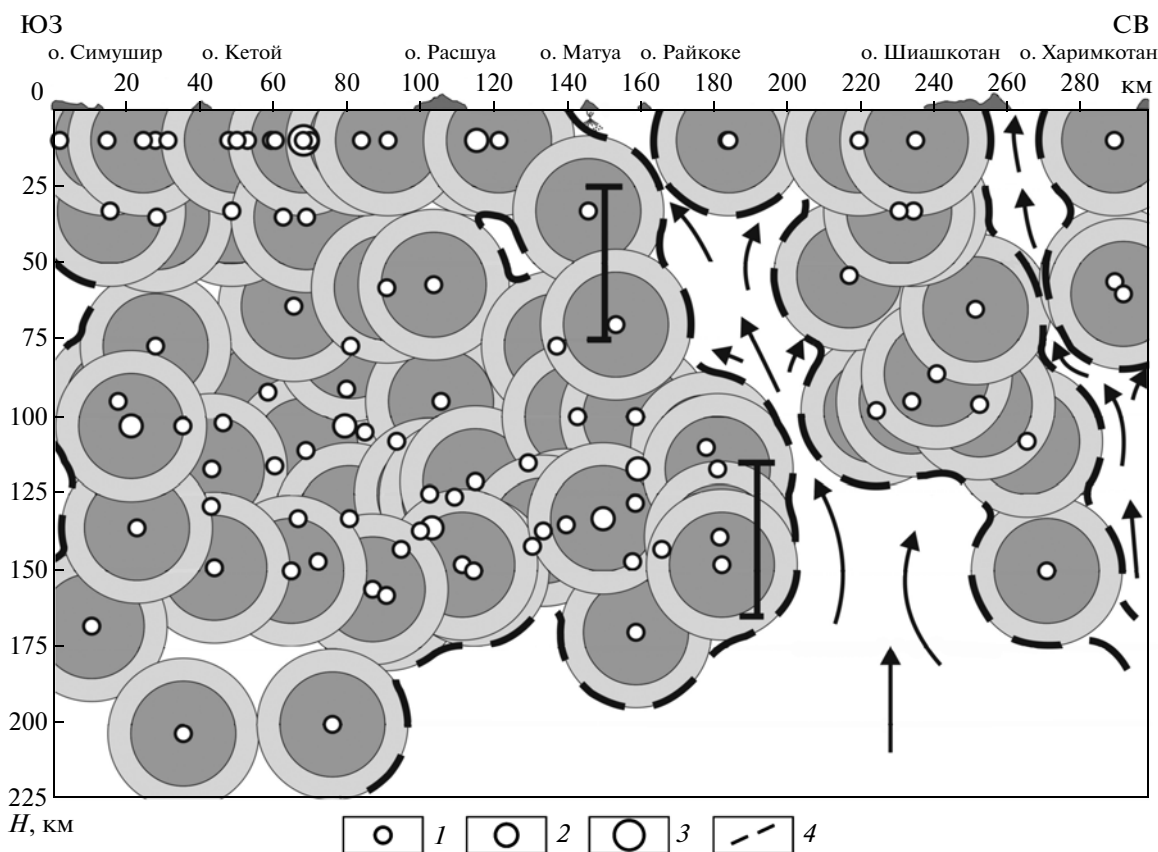 ЮЗ СВ
о. Симушир о. Кетой о. Расшуа о. Матуа о. Райкоке о. Шиашкотан о. Харимкотан
0 20 40 60 80 100 120 140 160 180 200 220 240 260 280 км
25
50
75
100
125
150
175
200
225
H, км 1 2 3 4